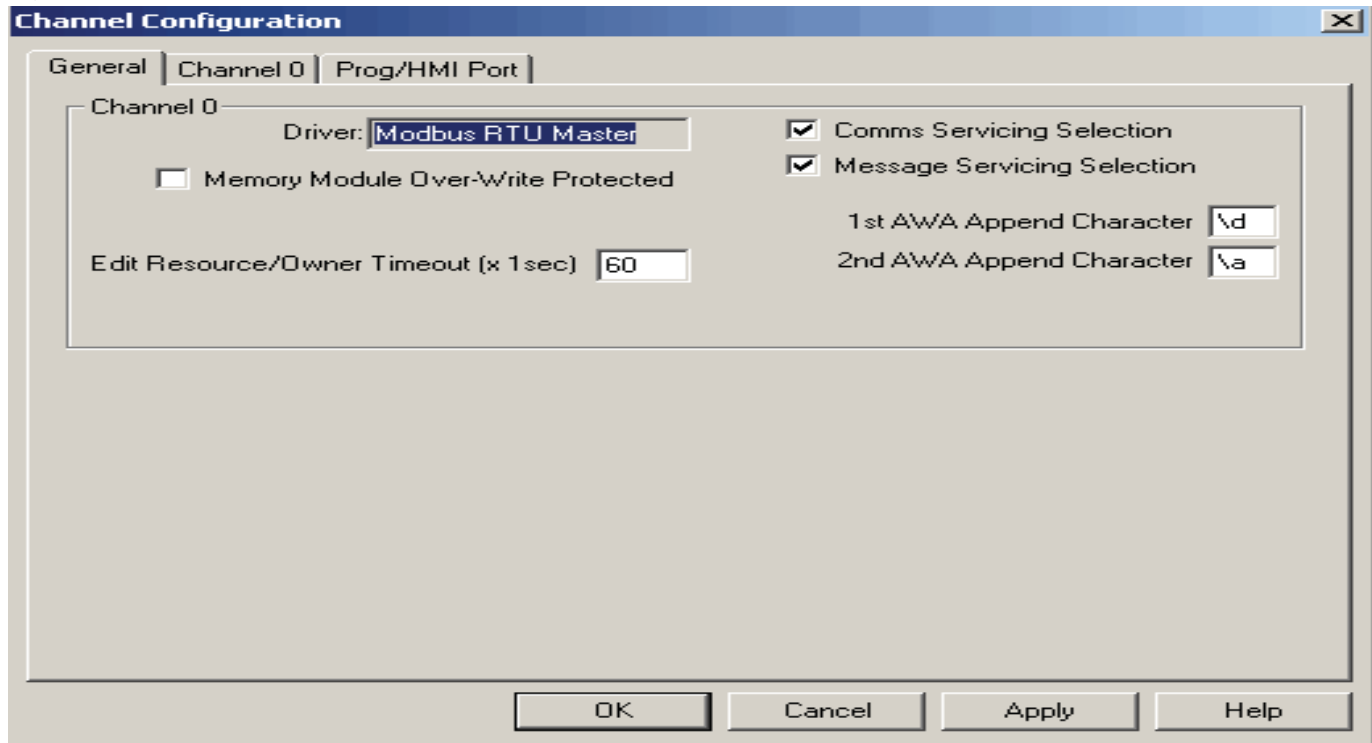 Channel Configuration
General
Channel 0
Prog/HMI Port
Channel 0
Driver: Modbus RTU Master
Memory Module Over-Write Protected
Edit Resource/Owner Timeout (x 1sec) 60
Comms Servicing Selection
Message Servicing Selection
1st AWA Append Character \d
2nd AWA Append Character \a
OK
Cancel
Apply
Help